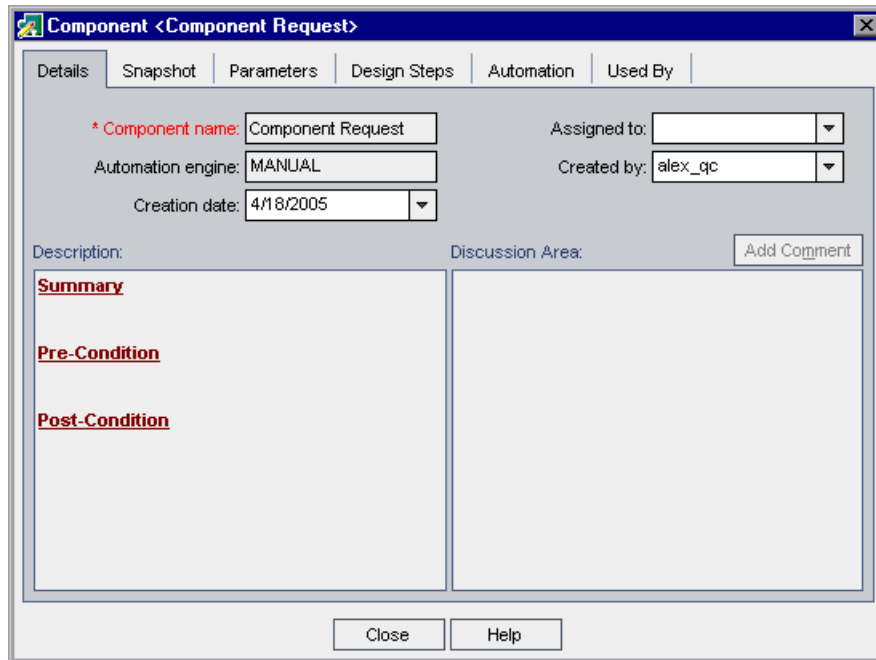 Component <Component Request>
Details Snapshot Parameters Design Steps Automation Used By
* Component name: Component Request Assigned to:
Automation engine: MANUAL Created by: alex_qc
Creation date: 4/18/2005
Description: Discussion Area: Add Comment
Summary
Pre-Condition
Post-Condition
Close Help